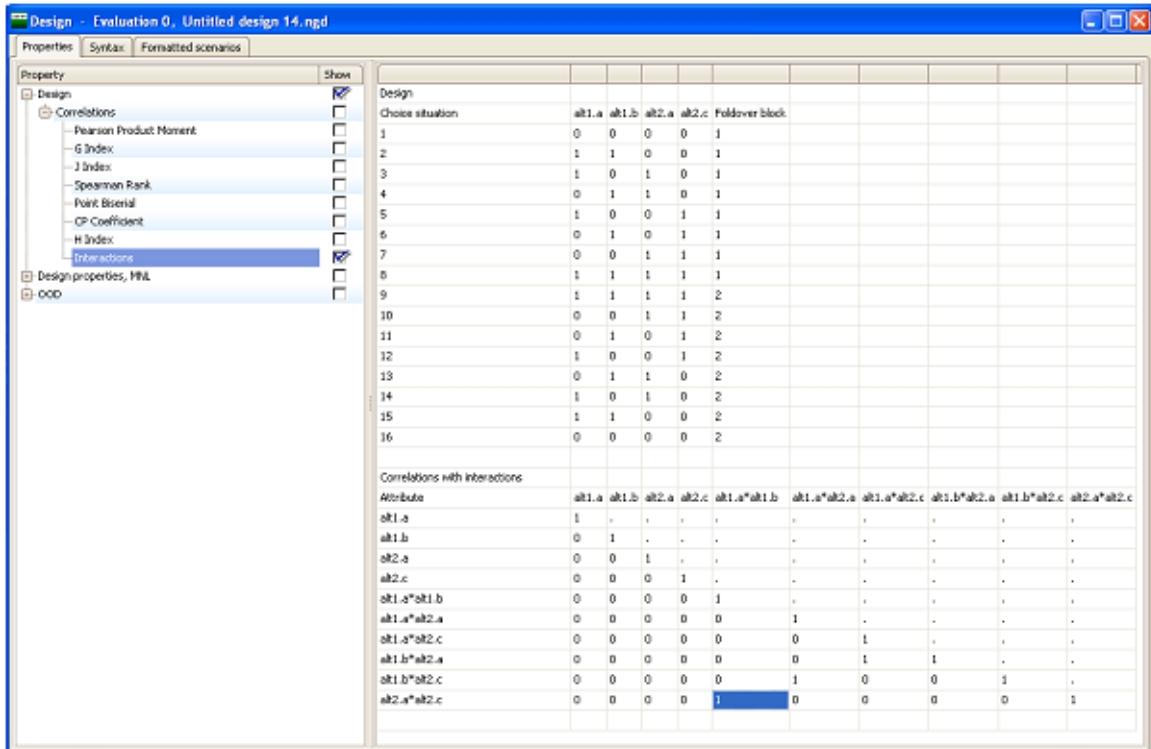 Design - Evaluation 0, Untitled design 14.ngd
Properties Syntax Formatted scenarios
Property Show
Design
Correlations
Pearson Product Moment
G Index
J Index
Spearman Rank
Point Biserial
CP Coefficient
H Index
Interactions
Design properties, MNL
OOD
Design
Choice situation alt1.a alt1.b alt2.a alt2.c Foldover block
1 0 0 0 0 1
2 1 1 0 0 1
3 1 0 1 0 1
4 0 1 1 0 1
5 1 0 0 1 1
6 0 1 0 1 1
7 0 0 1 1 1
8 1 1 1 1 1
9 1 1 1 1 2
10 0 0 1 1 2
11 0 1 0 1 2
12 1 0 0 1 2
13 0 1 1 0 2
14 1 0 1 0 2
15 1 1 0 0 2
16 0 0 0 0 2
Correlations with interactions
Attribute alt1.a alt1.b alt2.a alt2.c alt1.a*alt1.b alt1.a*alt2.a alt1.a*alt2.c alt1.b*alt2.a alt1.b*alt2.c alt2.a*alt2.c
alt1.a 1 . . . . . . . . .
alt1.b 0 1 . . . . . . . .
alt2.a 0 0 1 . . . . . . .
alt2.c 0 0 0 1 . . . . . .
alt1.a*alt1.b 0 0 0 0 1 . . . . .
alt1.a*alt2.a 0 0 0 0 0 1 . . . .
alt1.a*alt2.c 0 0 0 0 0 0 1 . . .
alt1.b*alt2.a 0 0 0 0 0 0 1 1 . .
alt1.b*alt2.c 0 0 0 0 0 1 0 0 1 .
alt2.a*alt2.c 0 0 0 0 1 0 0 0 0 1